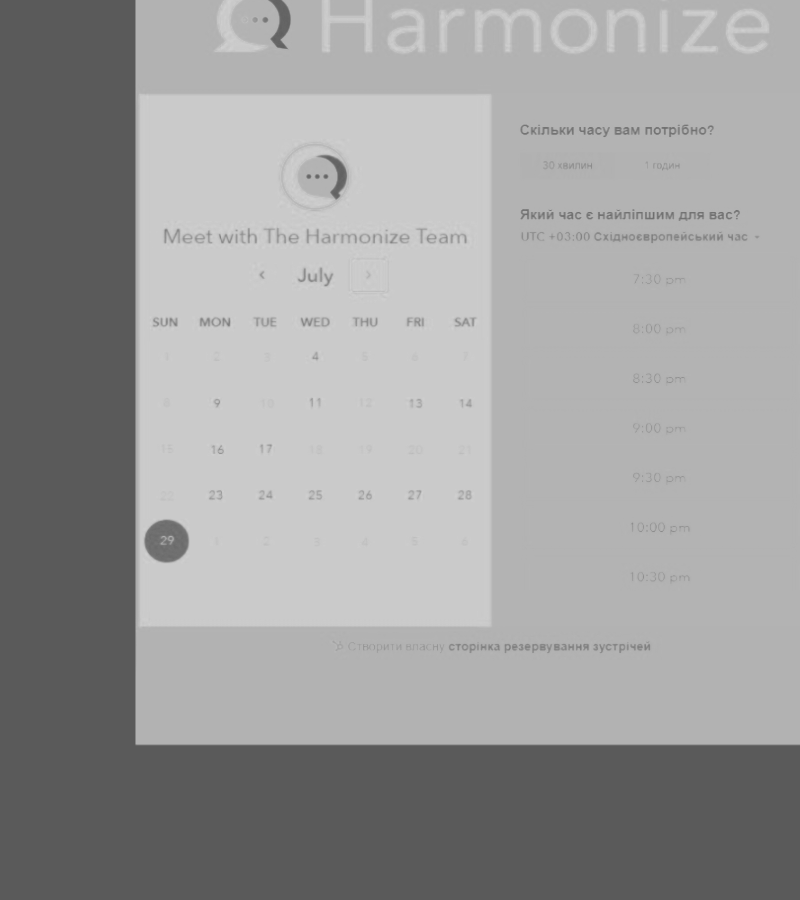 Harmonize
Meet with The Harmonize Team
‹ July ›
SUN MON TUE WED THU FRI SAT
1 2 3 4 5 6 7
8 9 10 11 12 13 14
15 16 17 18 19 20 21
22 23 24 25 26 27 28
29 1 2 3 4 5 6
Скільки часу вам потрібно?
30 хвилин 1 годин
Який час є найліпшим для вас?
UTC +03:00 Східноєвропейський час
7:30 pm
8:00 pm
8:30 pm
9:00 pm
9:30 pm
10:00 pm
10:30 pm
Створити власну сторінка резервування зустрічей